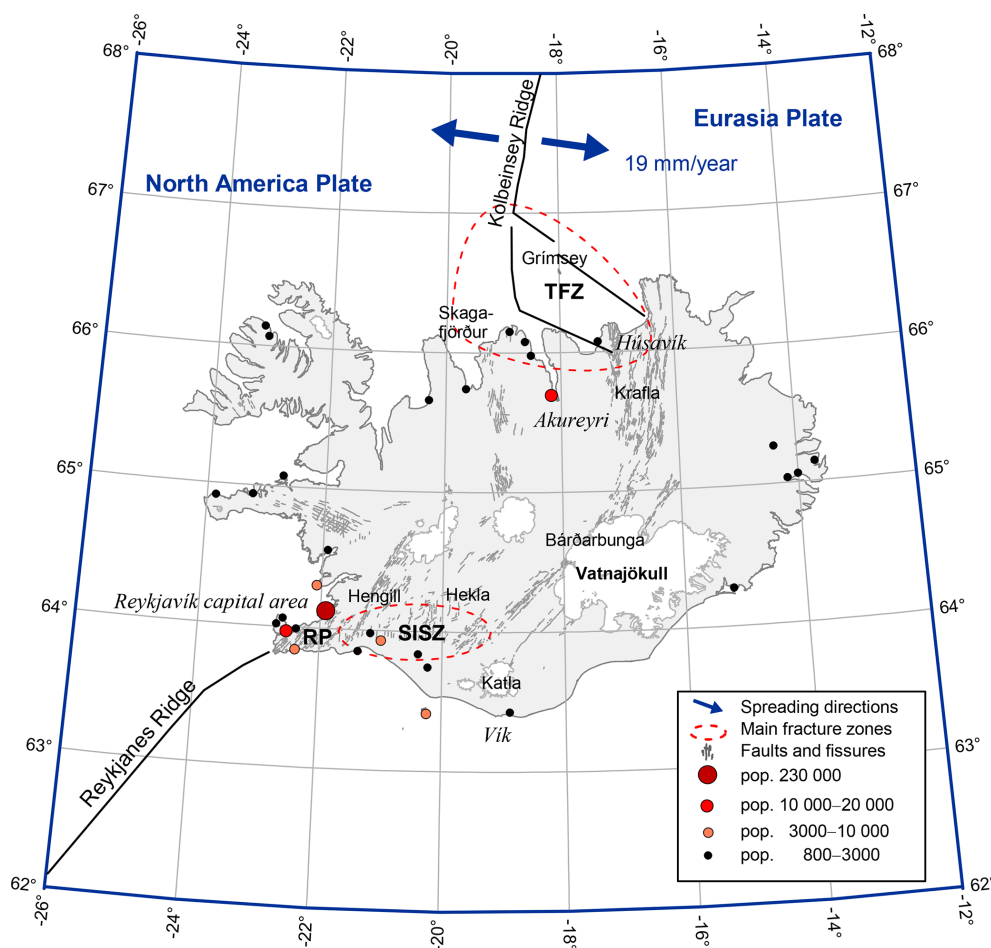 -26°
-24°
-22°
-20°
-18°
-16°
-14°
-12°
68°
68°
Kolbeinsey Ridge
Eurasia Plate
19 mm/year
North America Plate
67°
67°
Grímsey
TFZ
Skaga-
fjörður
66°
66°
Húsavík
Krafla
Akureyri
65°
65°
Bárðarbunga
Vatnajökull
Hengill
Hekla
Reykjavík capital area
64°
64°
RP
SISZ
Katla
Vík
Reykjanes Ridge
63°
63°
Spreading directions
Main fracture zones
Faults and fissures
pop. 230 000
pop. 10 000–20 000
pop. 3000–10 000
pop. 800–3000
62°
62°
-26°
-24°
-22°
-20°
-18°
-16°
-14°
-12°